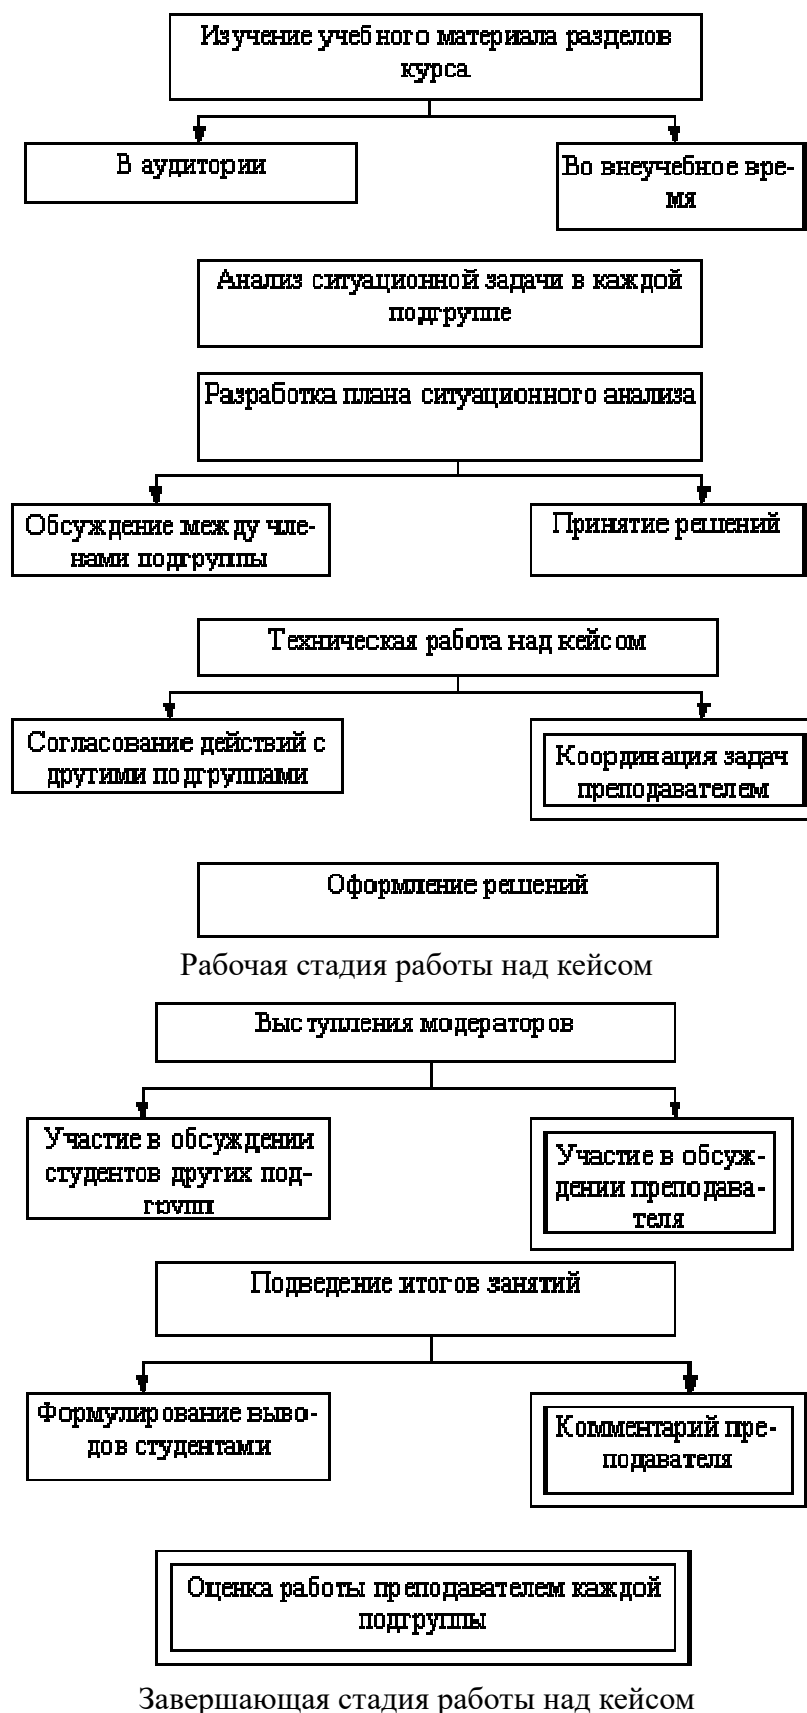 Изучение учебного материала разделов
курса
В аудитории
Во внеучебное вре-
мя
Анализ ситуационной задачи в каждой
подгруппе
Разработка плана ситуационного анализа
Обсуждение между чле-
нами подгруппы
Принятие решений
Техническая работа над кейсом
Согласование действий с
другими подгруппами
Координация задач
преподавателем
Оформление решений
Рабочая стадия работы над кейсом
Выступления модераторов
Участие в обсуждении
студентов других под-
групп
Участие в обсуж-
дении преподава-
теля
Подведение итогов занятий
Формулирование выво-
дов студентами
Комментарий пре-
подавателя
Оценка работы преподавателем каждой
подгруппы
Завершающая стадия работы над кейсом